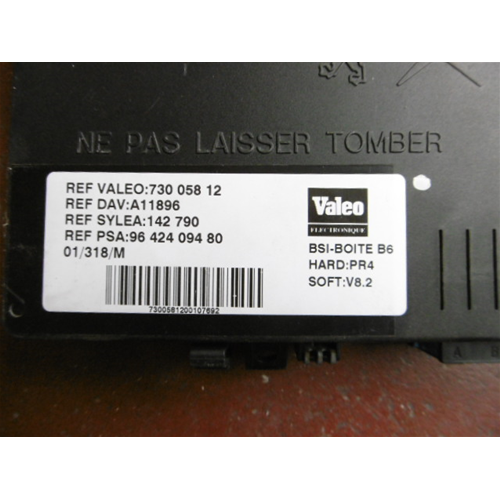 NE PAS LAISSER TOMBER
REF VALEO:730 058 12
REF DAV:A11896
REF SYLEA:142 790
REF PSA:96 424 094 80
01/318/M
Valeo
ELECTRONIQUE
BSI-BOITE B6
HARD:PR4
SOFT:V8.2
7300581200107692
A